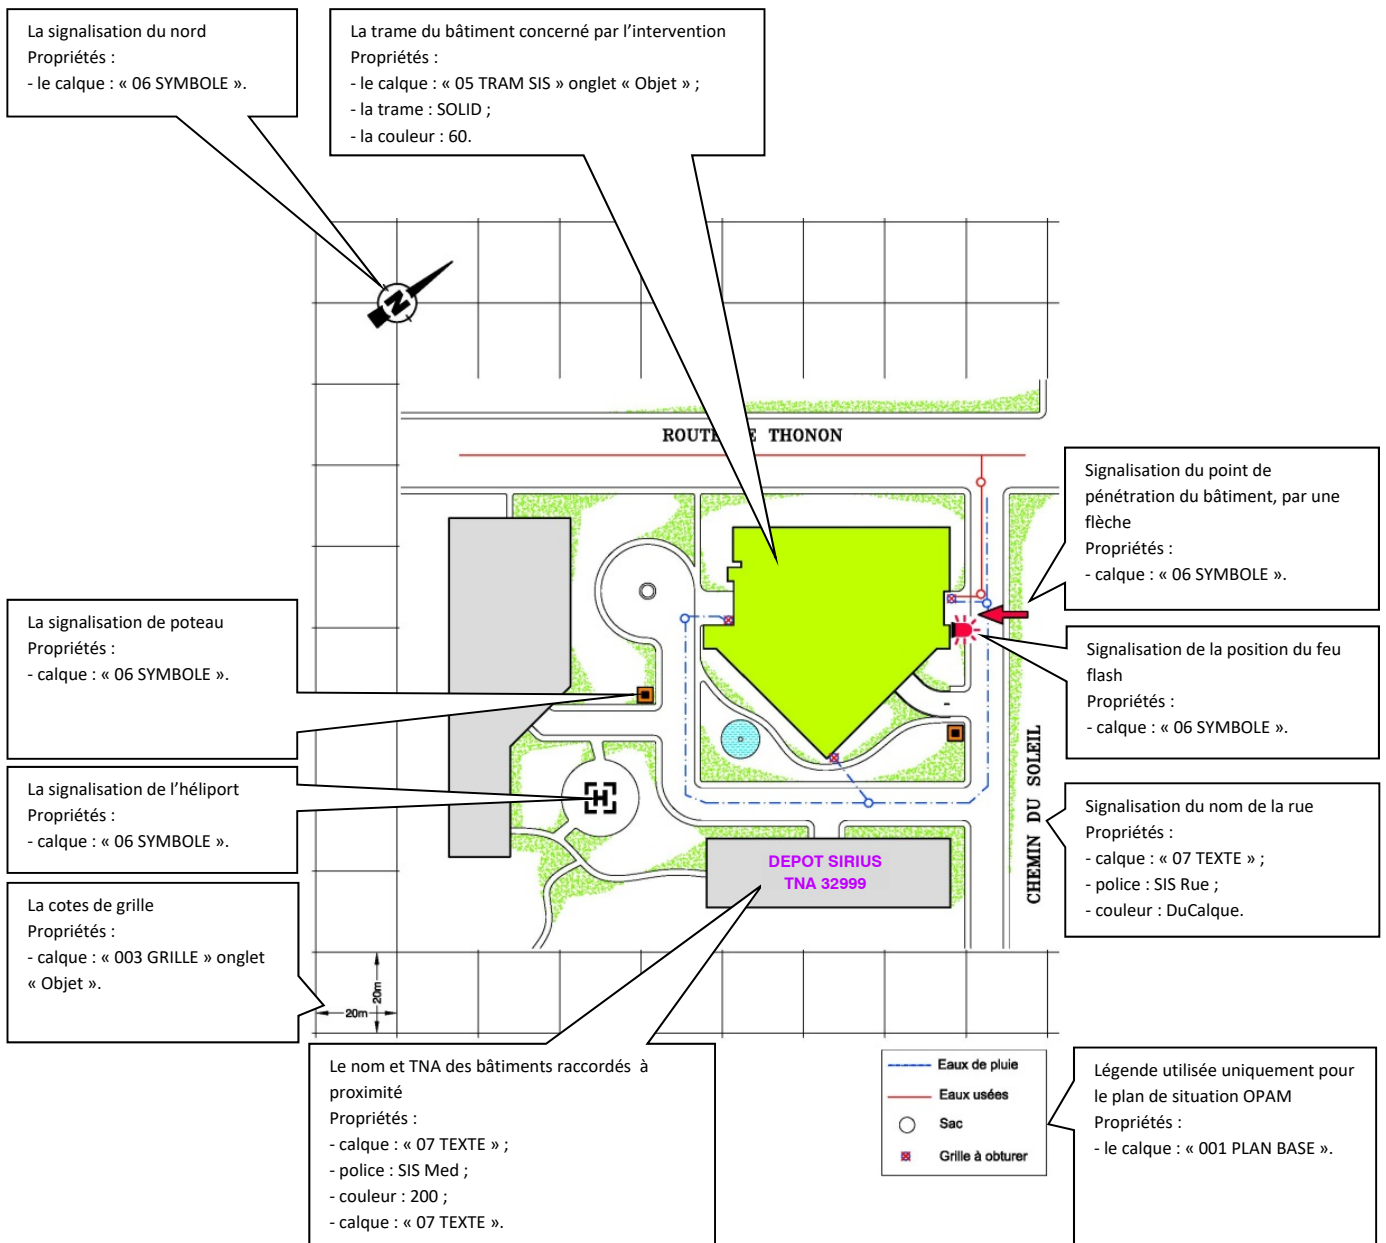 La signalisation du nord
Propriétés :
- le calque : « 06 SYMBOLE ».
La trame du bâtiment concerné par l'intervention
Propriétés :
- le calque : « 05 TRAM SIS » onglet « Objet » ;
- la trame : SOLID ;
- la couleur : 60.
N
ROUTE THONON
Signalisation du point de
pénétration du bâtiment, par une
flèche
Propriétés :
- calque : « 06 SYMBOLE ».
La signalisation de poteau
Propriétés :
- calque : « 06 SYMBOLE ».
Signalisation de la position du feu
flash
Propriétés :
- calque : « 06 SYMBOLE ».
La signalisation de l'héliport
Propriétés :
- calque : « 06 SYMBOLE ».
H
CHEMIN DU SOLEIL
Signalisation du nom de la rue
Propriétés :
- calque : « 07 TEXTE » ;
- police : SIS Rue ;
- couleur : DuCalque.
DEPOT SIRIUS
TNA 32999
La cotes de grille
Propriétés :
- calque : « 003 GRILLE » onglet
« Objet ».
20m
20m
Le nom et TNA des bâtiments raccordés à
proximité
Propriétés :
- calque : « 07 TEXTE » ;
- police : SIS Med ;
- couleur : 200 ;
- calque : « 07 TEXTE ».
Eaux de pluie
Eaux usées
Sac
Grille à obturer
Légende utilisée uniquement pour
le plan de situation OPAM
Propriétés :
- le calque : « 001 PLAN BASE ».